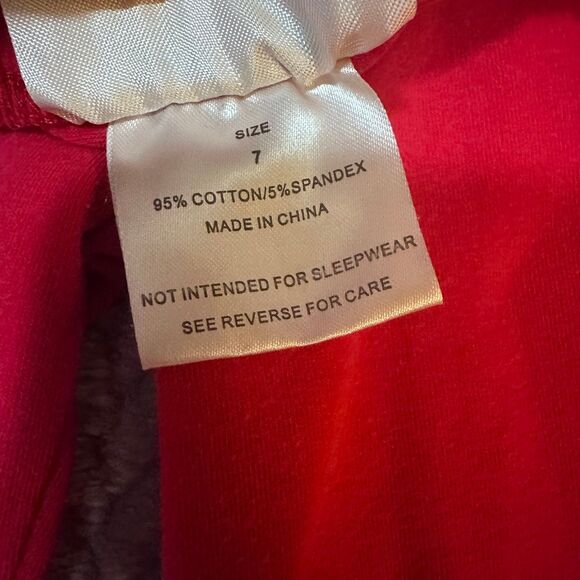 SIZE
7
95% COTTON/5%SPANDEX
MADE IN CHINA
NOT INTENDED FOR SLEEPWEAR
SEE REVERSE FOR CARE